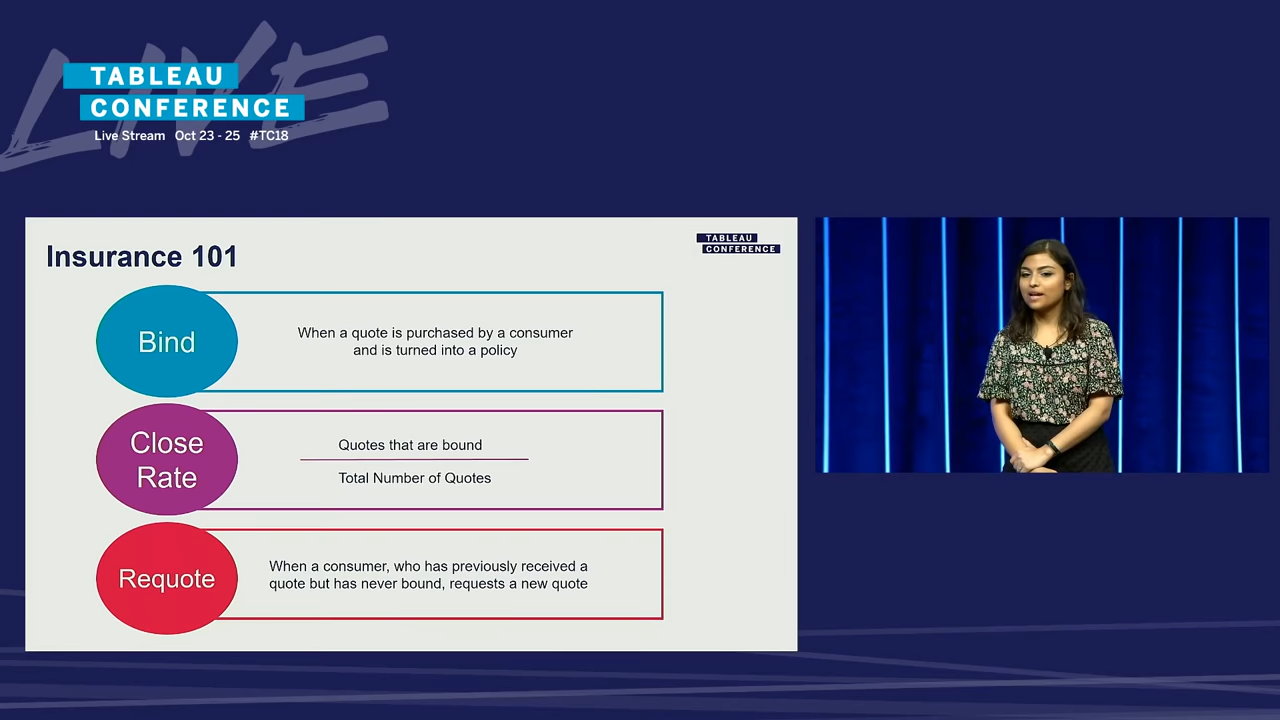 LIVE
TABLEAU
CONFERENCE
Live Stream Oct 23 - 25 #TC18
Insurance 101
TABLEAU
CONFERENCE
Bind
When a quote is purchased by a consumer
and is turned into a policy
Close
Rate
Quotes that are bound
Total Number of Quotes
Requote
When a consumer, who has previously received a
quote but has never bound, requests a new quote